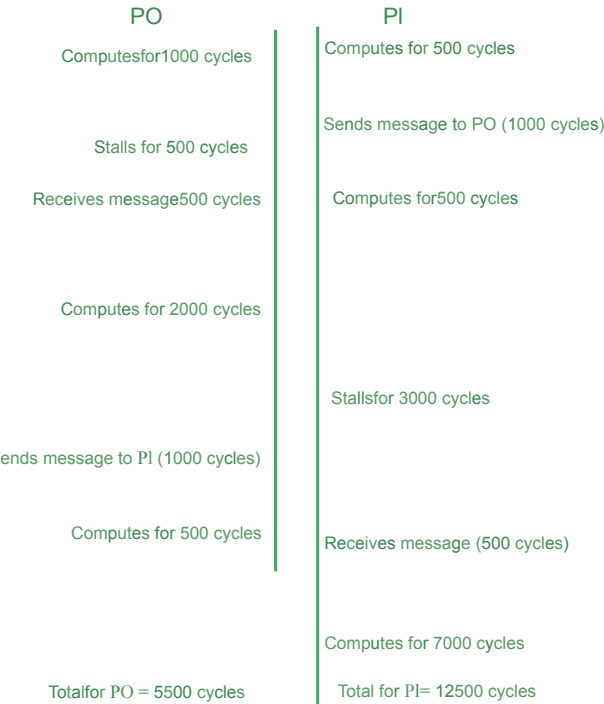 PO
Computesfor1000 cycles
Stalls for 500 cycles
Receives message500 cycles
Computes for 2000 cycles
ends message to Pl (1000 cycles)
Computes for 500 cycles
Totalfor PO = 5500 cycles
Pl
Computes for 500 cycles
Sends message to PO (1000 cycles)
Computes for500 cycles
Stallsfor 3000 cycles
Receives message (500 cycles)
Computes for 7000 cycles
Total for Pl= 12500 cycles